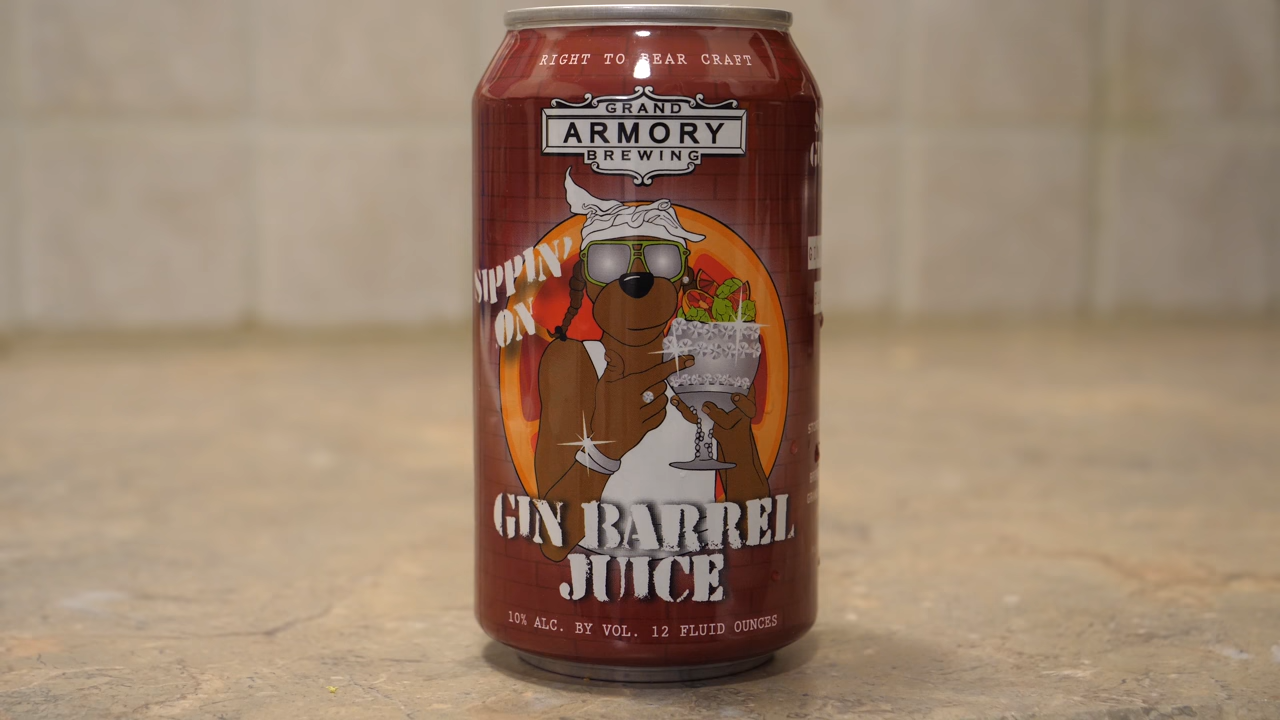 RIGHT TO BEAR CRAFT
GRAND
ARMORY
BREWING
SIPPIN'
ON
GIN BARREL
JUICE
10% ALC. BY VOL. 12 FLUID OUNCES